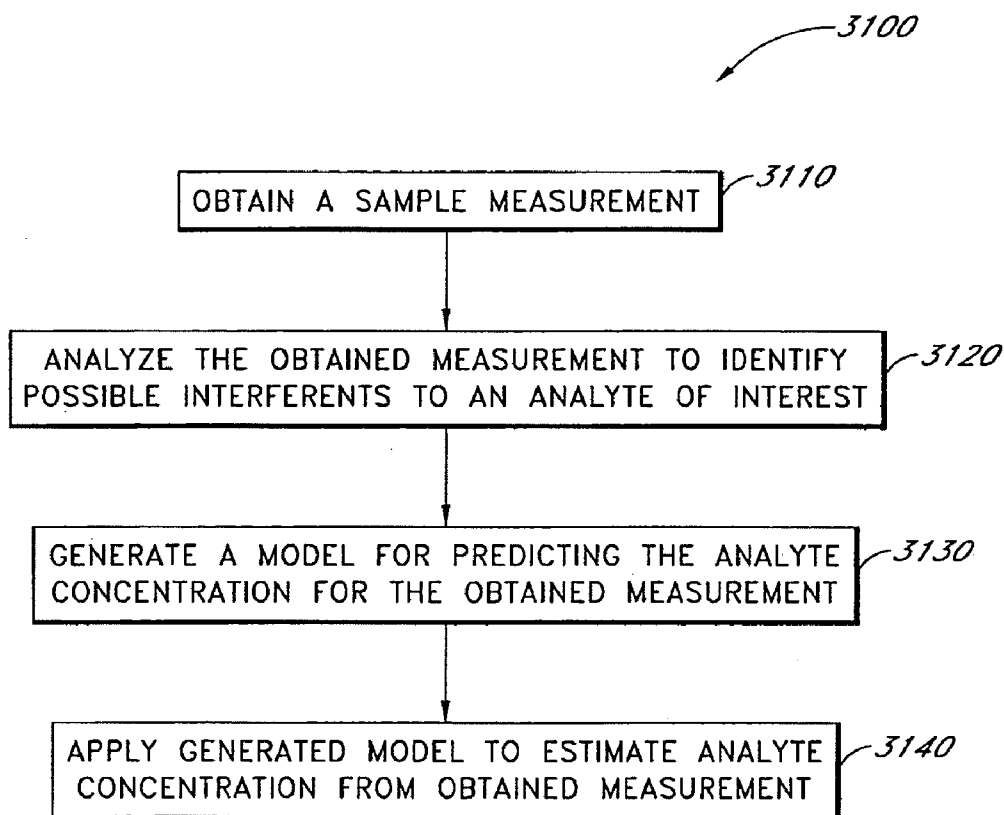 3100
OBTAIN A SAMPLE MEASUREMENT
3110
ANALYZE THE OBTAINED MEASUREMENT TO IDENTIFY
POSSIBLE INTERFERENTS TO AN ANALYTE OF INTEREST
3120
GENERATE A MODEL FOR PREDICTING THE ANALYTE
CONCENTRATION FOR THE OBTAINED MEASUREMENT
3130
APPLY GENERATED MODEL TO ESTIMATE ANALYTE
CONCENTRATION FROM OBTAINED MEASUREMENT
3140